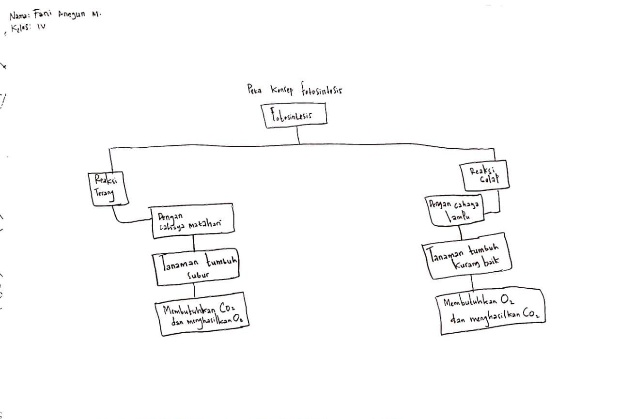 Nama: Fani Anegun M.
Kelas: IV
Peta Konsep fotosintesis
Fotosintesis
Reaksi
Terang
Dengan
cahaya matahari
Tanaman tumbuh
subur
Membutuhkan CO₂
dan menghasilkan O₂
Reaksi
Gelap
Dengan cahaya
lampu
Tanaman tumbuh
kurang baik
Membutuhkan O₂
dan menghasilkan CO₂